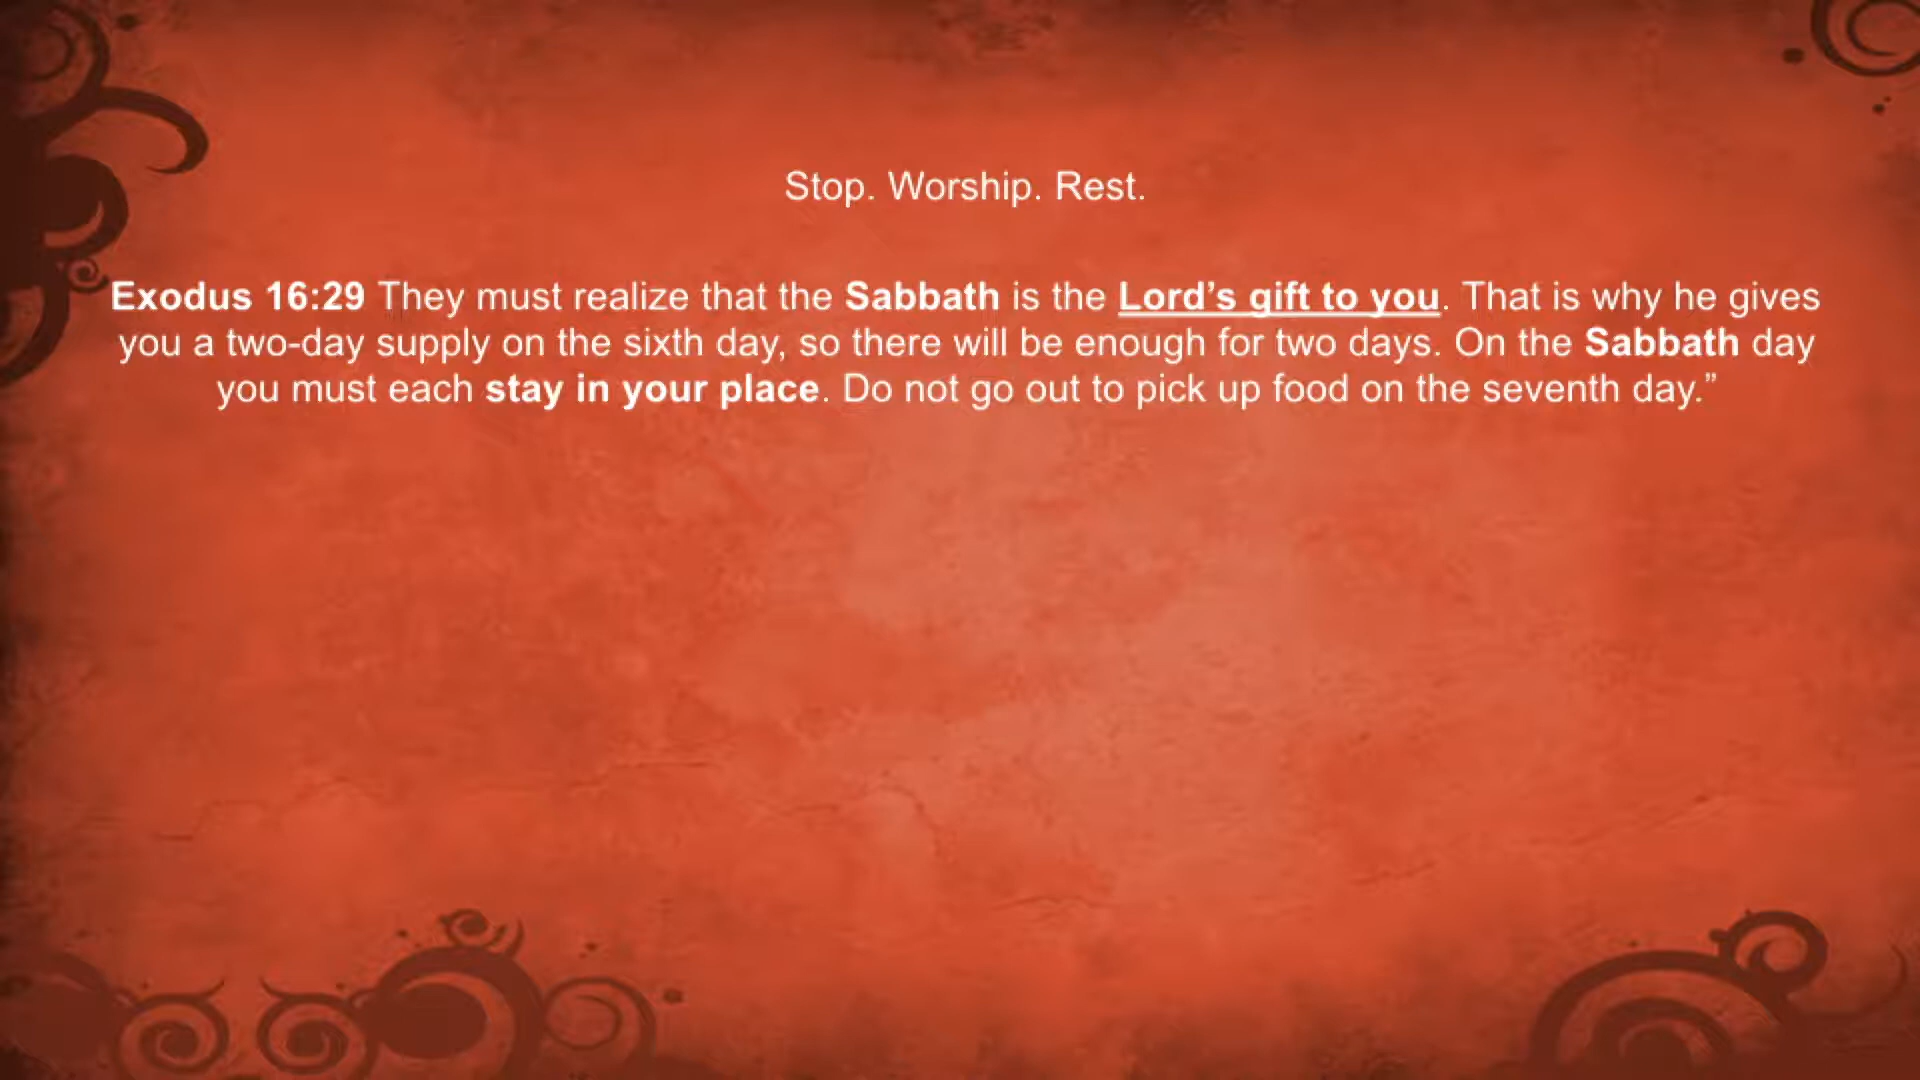 Stop. Worship. Rest.
Exodus 16:29 They must realize that the Sabbath is the Lord’s gift to you. That is why he gives
you a two-day supply on the sixth day, so there will be enough for two days. On the Sabbath day
you must each stay in your place. Do not go out to pick up food on the seventh day.”